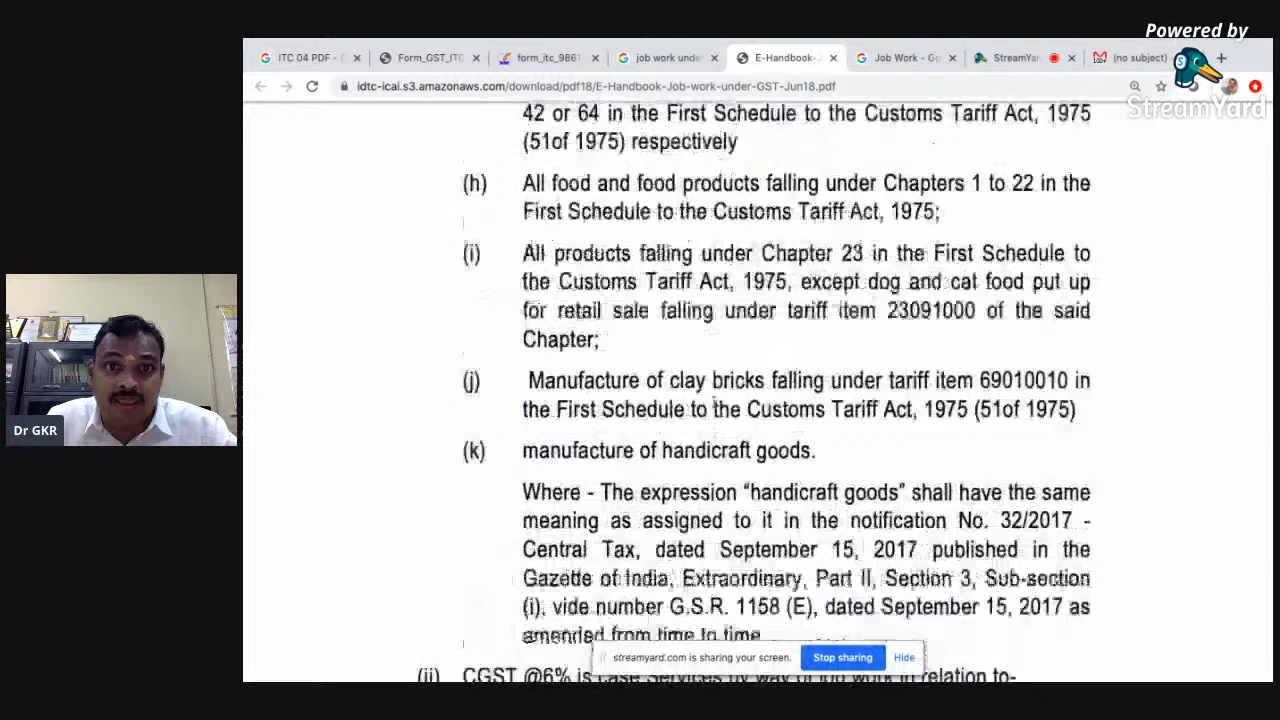 Powered by
StreamYard
ITC 04 PDF - G
Form_GST_ITC
form_itc_9861
job work unde
E-Handbook-
Job Work - Go
StreamYar
(no subject)
idtc-icai.s3.amazonaws.com/download/pdf18/E-Handbook-Job-work-under-GST-Jun18.pdf
42 or 64 in the First Schedule to the Customs Tariff Act, 1975
(51of 1975) respectively
(h) All food and food products falling under Chapters 1 to 22 in the
First Schedule to the Customs Tariff Act, 1975;
(i) All products falling under Chapter 23 in the First Schedule to
the Customs Tariff Act, 1975, except dog and cat food put up
for retail sale falling under tariff item 23091000 of the said
Chapter;
(j) Manufacture of clay bricks falling under tariff item 69010010 in
the First Schedule to the Customs Tariff Act, 1975 (51of 1975)
(k) manufacture of handicraft goods.
Where - The expression “handicraft goods” shall have the same
meaning as assigned to it in the notification No. 32/2017 -
Central Tax, dated September 15, 2017 published in the
Gazette of India, Extraordinary, Part II, Section 3, Sub-section
(i), vide number G.S.R. 1158 (E), dated September 15, 2017 as
amended from time to time
streamyard.com is sharing your screen.
Stop sharing
Hide
(ii) CGST @6% is case Services by way of job work in relation to-
Dr GKR